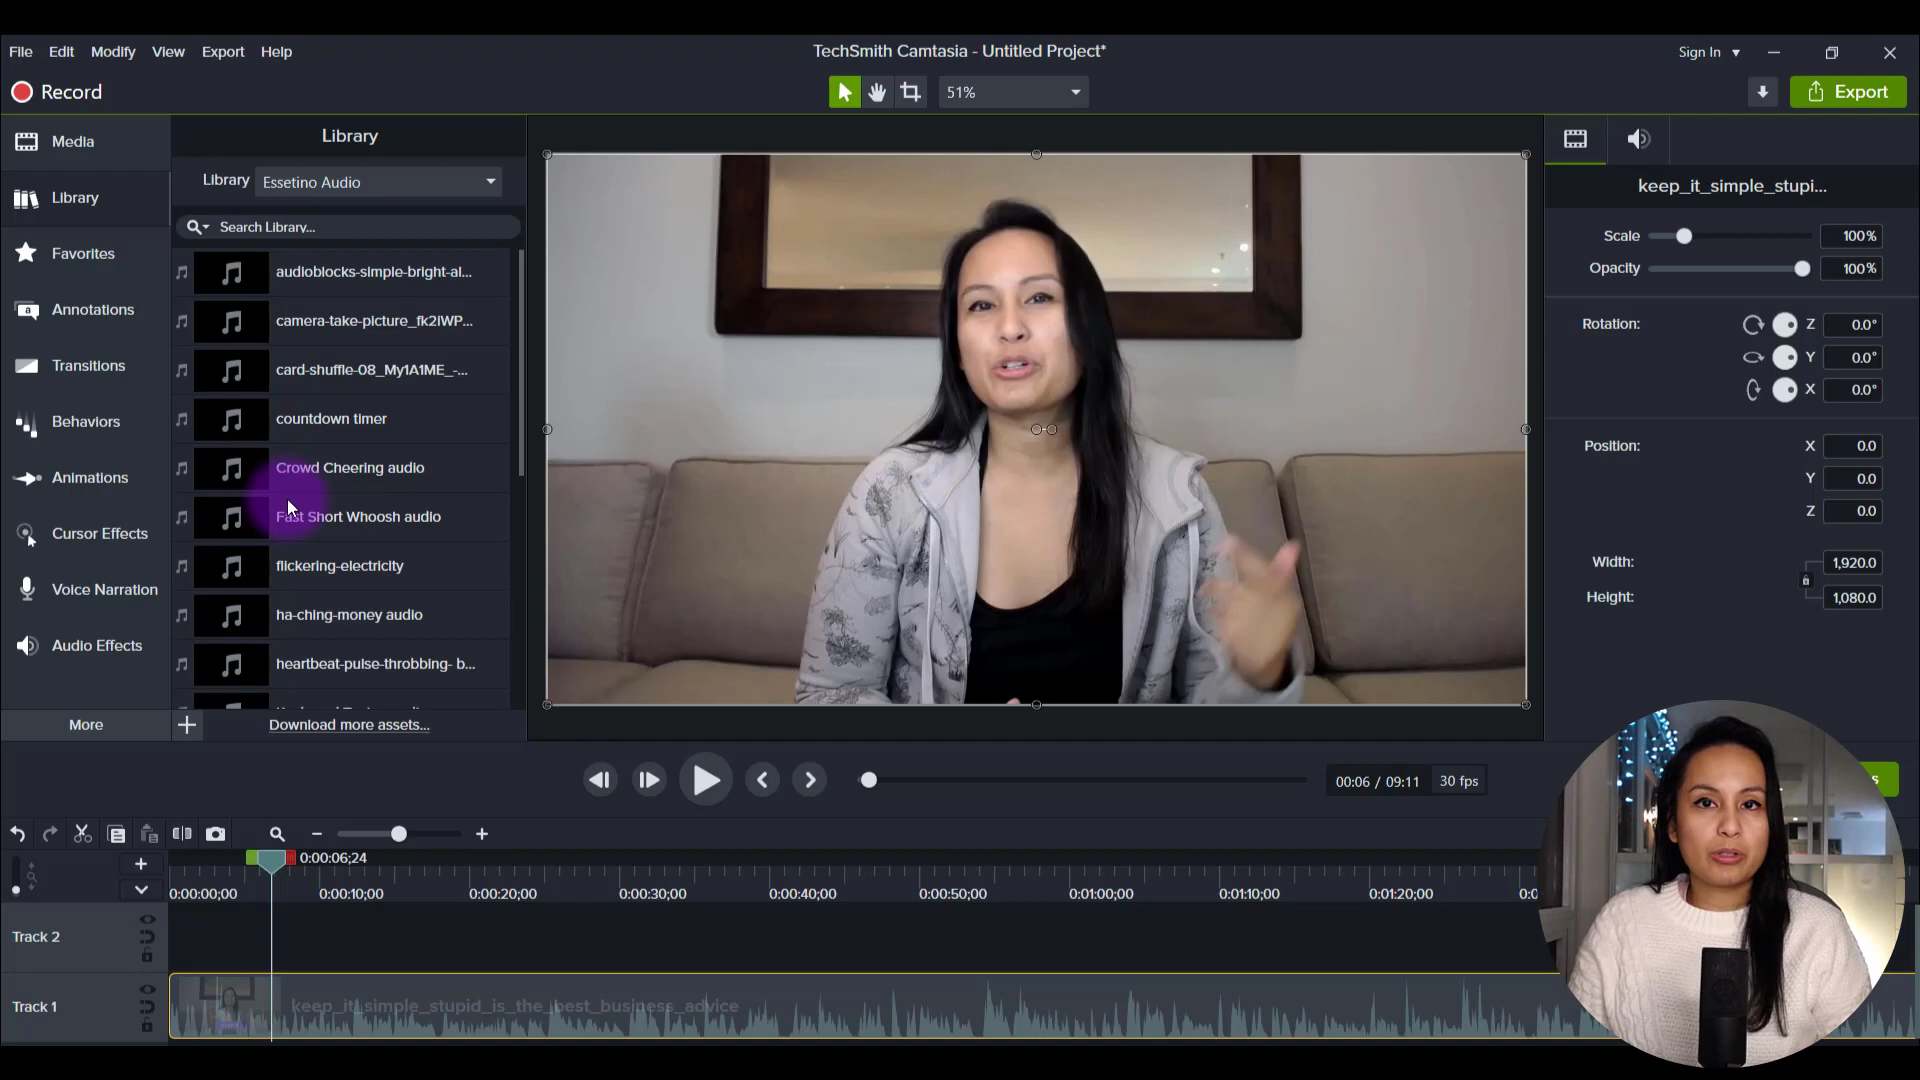 File Edit Modify View Export Help
TechSmith Camtasia - Untitled Project*
Sign In
Record
51%
Export
Media
Library
Favorites
Annotations
Transitions
Behaviors
Animations
Cursor Effects
Voice Narration
Audio Effects
More
Library
Library Essetino Audio
Search Library...
audioblocks-simple-bright-al...
camera-take-picture_fk2IWP...
card-shuffle-08_My1A1ME_-...
countdown timer
Crowd Cheering audio
Fast Short Whoosh audio
flickering-electricity
ha-ching-money audio
heartbeat-pulse-throbbing- b...
Download more assets...
keep_it_simple_stupi...
Scale 100%
Opacity 100%
Rotation: Z 0.0°
Y 0.0°
X 0.0°
Position: X 0.0
Y 0.0
Z 0.0
Width: 1,920.0
Height: 1,080.0
00:06 / 09:11 30 fps
0:00:06;24
0:00:00;00 0:00:10;00 0:00:20;00 0:00:30;00 0:00:40;00 0:00:50;00 0:01:00;00 0:01:10;00 0:01:20;00
Track 2
Track 1
keep_it_simple_stupid_is_the_best_business_advice